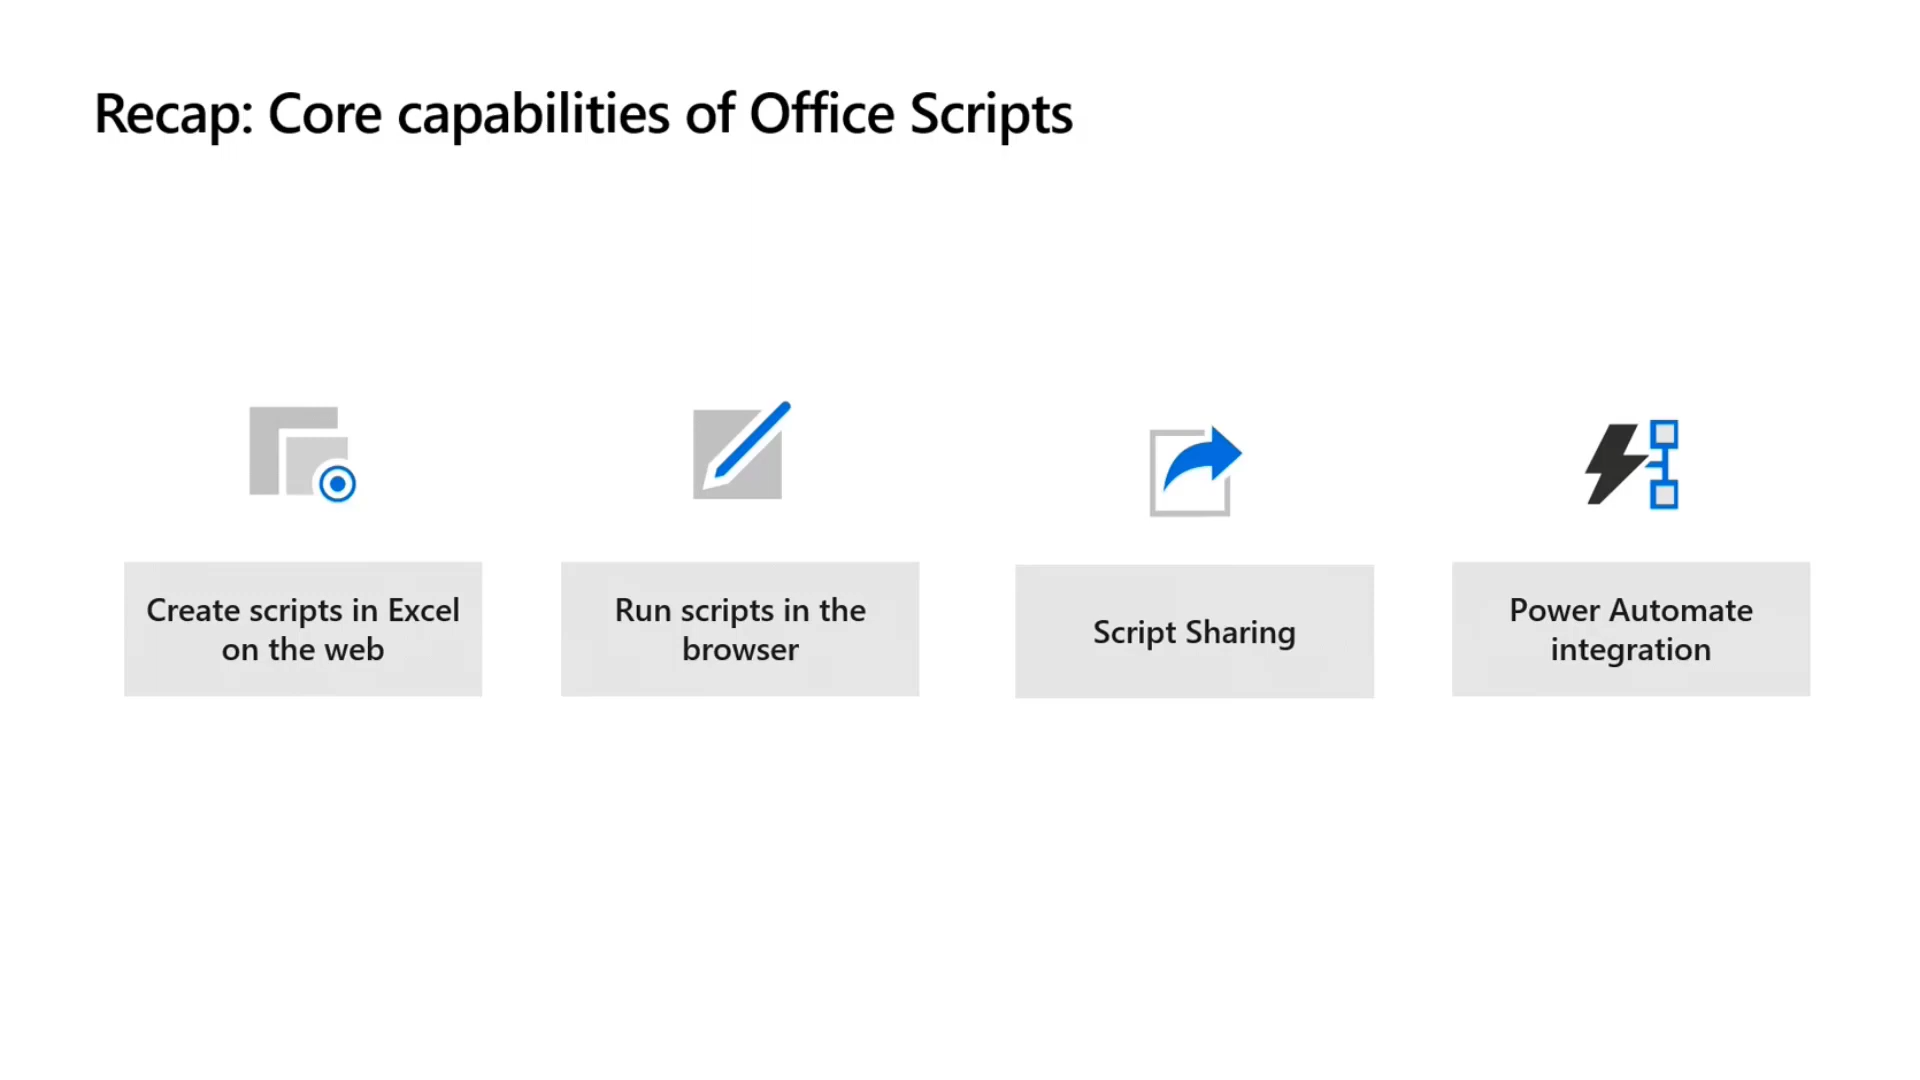 Recap: Core capabilities of Office Scripts
Create scripts in Excel
on the web
Run scripts in the
browser
Script Sharing
Power Automate
integration